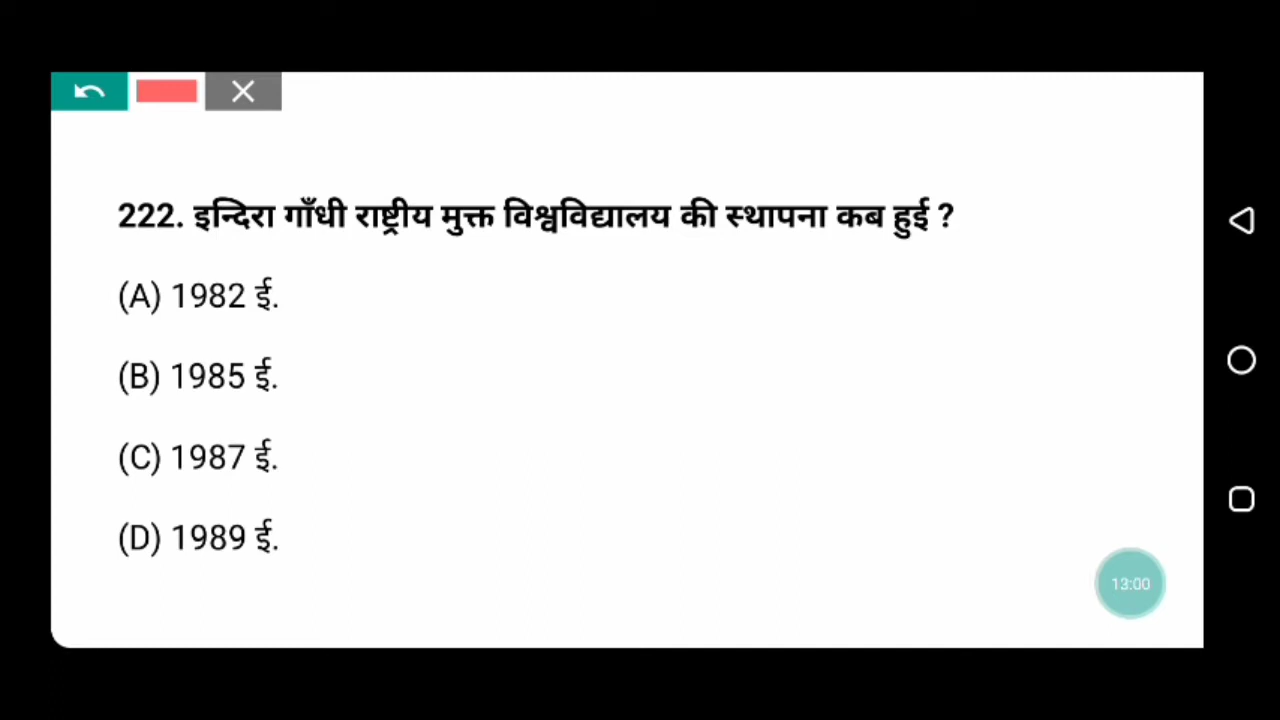 222. इन्दिरा गाँधी राष्ट्रीय मुक्त विश्वविद्यालय की स्थापना कब हुई ?
(A) 1982 ई.
(B) 1985 ई.
(C) 1987 ई.
(D) 1989 ई.
13:00